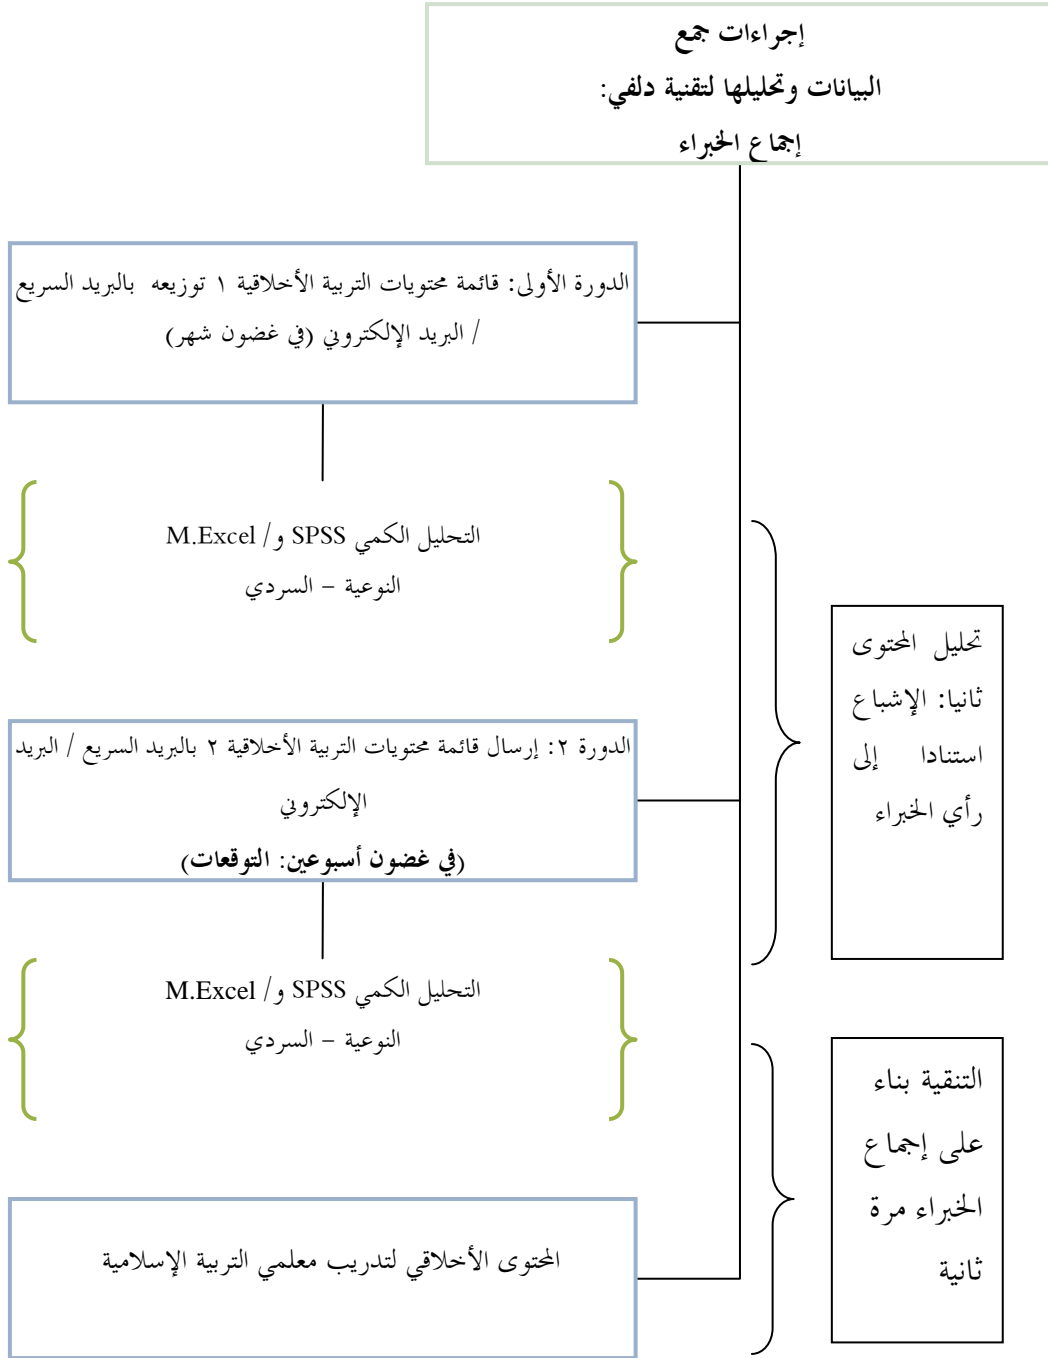 إجراءات جمع
البيانات وتحليلها لتقنية دلفي:
إجماع الخبراء
الدورة الأولى: قائمة محتويات التربية الأخلاقية ١ توزيعه بالبريد السريع
/ البريد الإلكتروني (في غضون شهر)
التحليل الكمي SPSS و/ M.Excel
النوعية – السردي
تحليل المحتوى
ثانيا: الإشباع
استنادا إلى
رأي الخبراء
الدورة ٢: إرسال قائمة محتويات التربية الأخلاقية ٢ بالبريد السريع / البريد
الإلكتروني
(في غضون أسبوعين: التوقعات)
التحليل الكمي SPSS و/ M.Excel
النوعية – السردي
التنقية بناء
على إجماع
الخبراء مرة
ثانية
المحتوى الأخلاقي لتدريب معلمي التربية الإسلامية